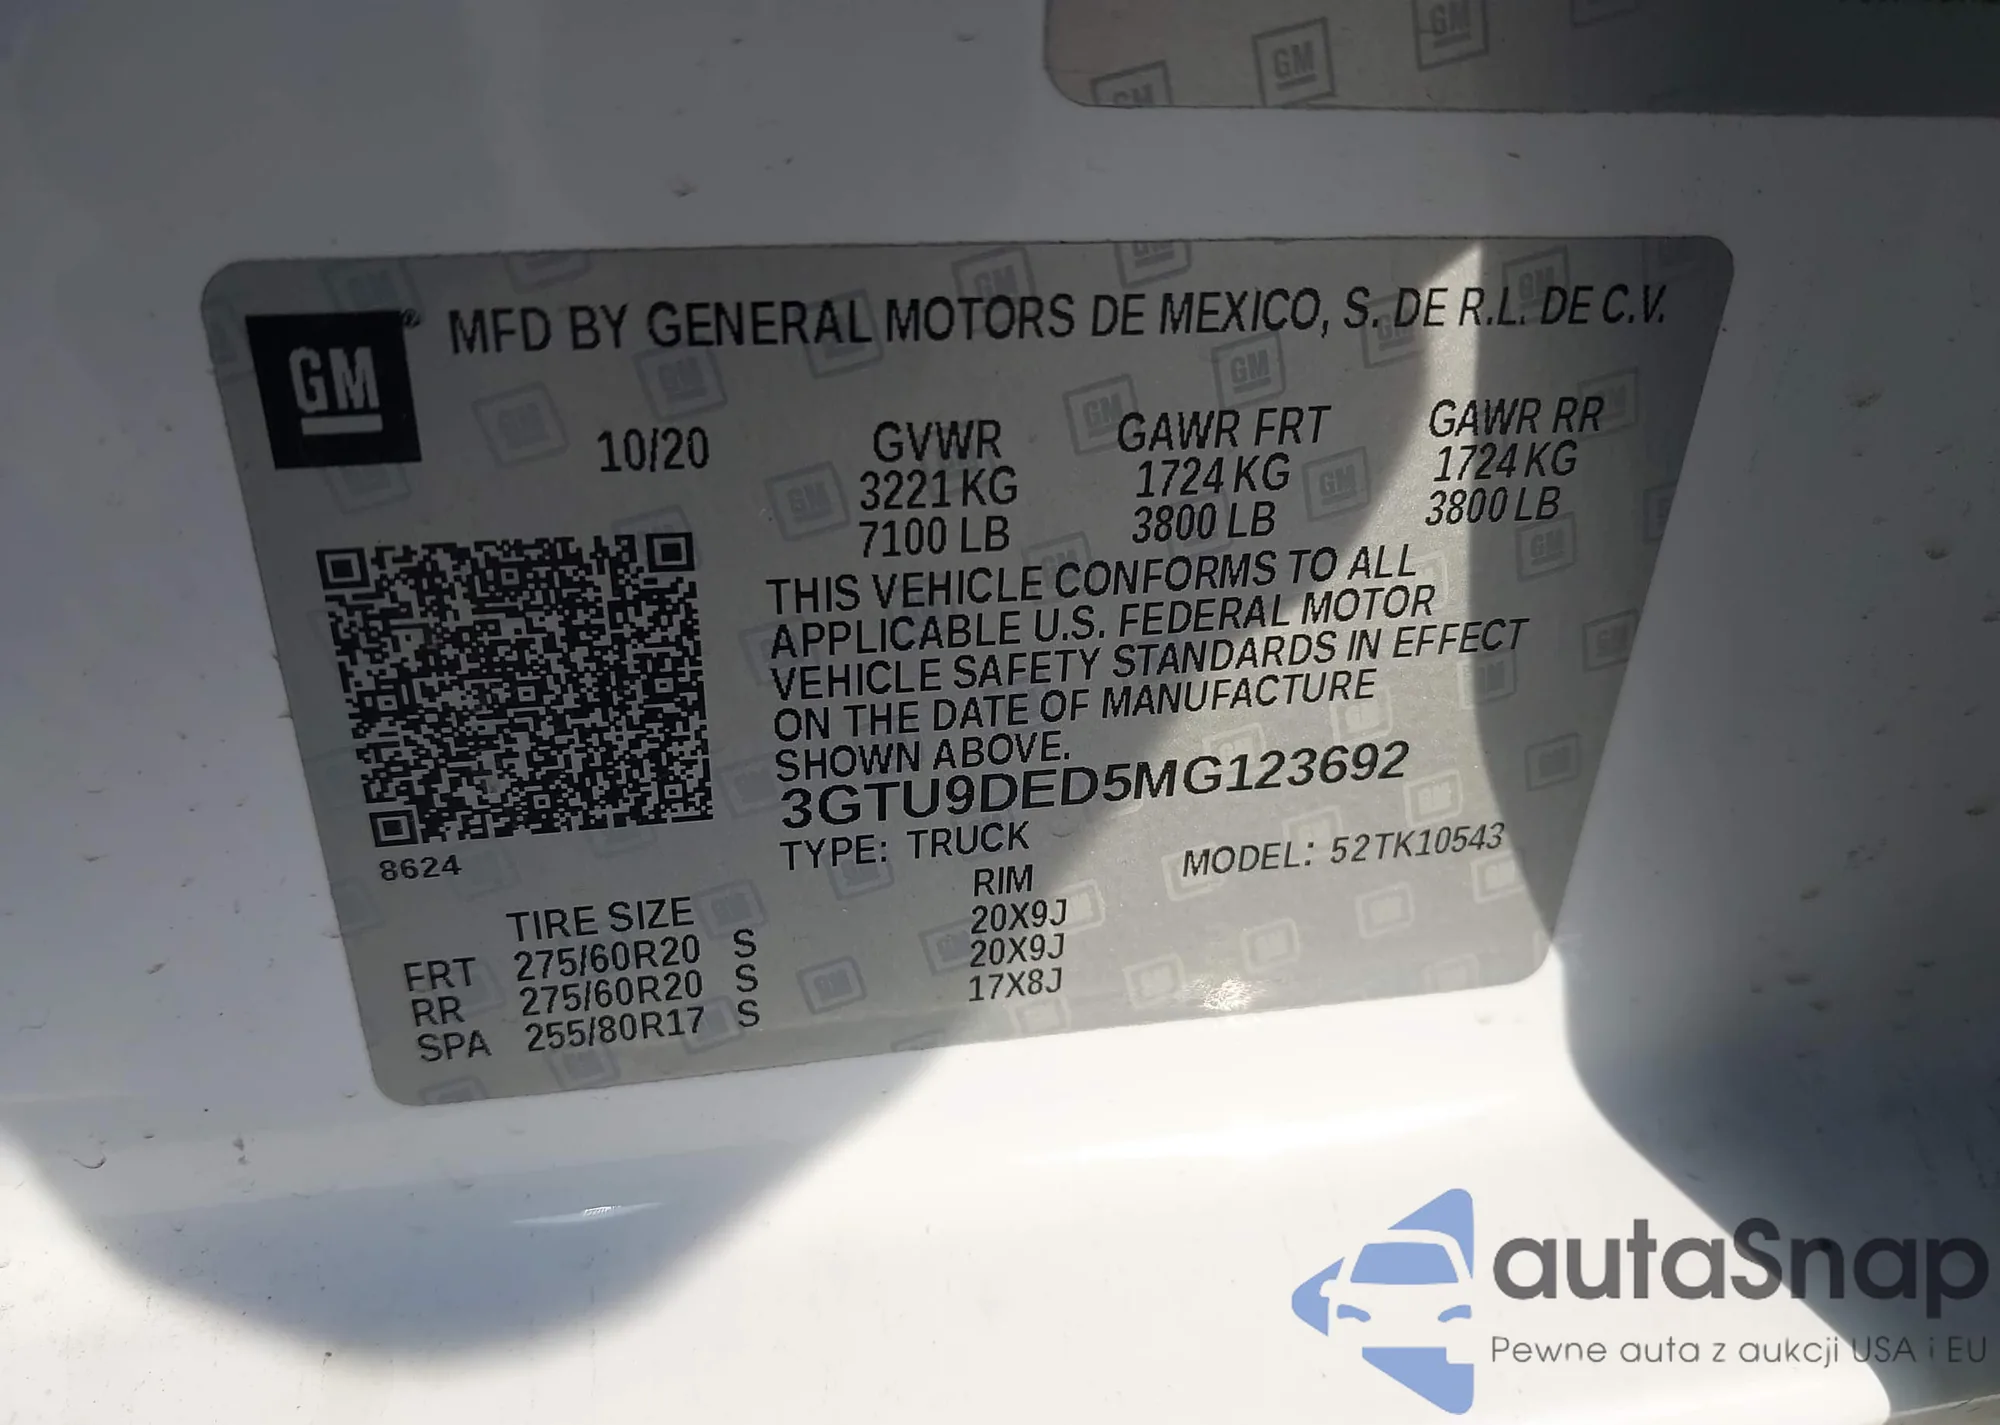 GM® MFD BY GENERAL MOTORS DE MEXICO, S. DE R.L. DE C.V.
10/20 GVWR GAWR FRT GAWR RR
3221 KG 1724 KG 1724 KG
7100 LB 3800 LB 3800 LB
THIS VEHICLE CONFORMS TO ALL
APPLICABLE U.S. FEDERAL MOTOR
VEHICLE SAFETY STANDARDS IN EFFECT
ON THE DATE OF MANUFACTURE
SHOWN ABOVE.
3GTU9DED5MG123692
TYPE: TRUCK MODEL: 52TK10543
8624
TIRE SIZE RIM
FRT 275/60R20 S 20X9J
RR 275/60R20 S 20X9J
SPA 255/80R17 S 17X8J
autaSnap
Pewne auta z aukcji USA i EU